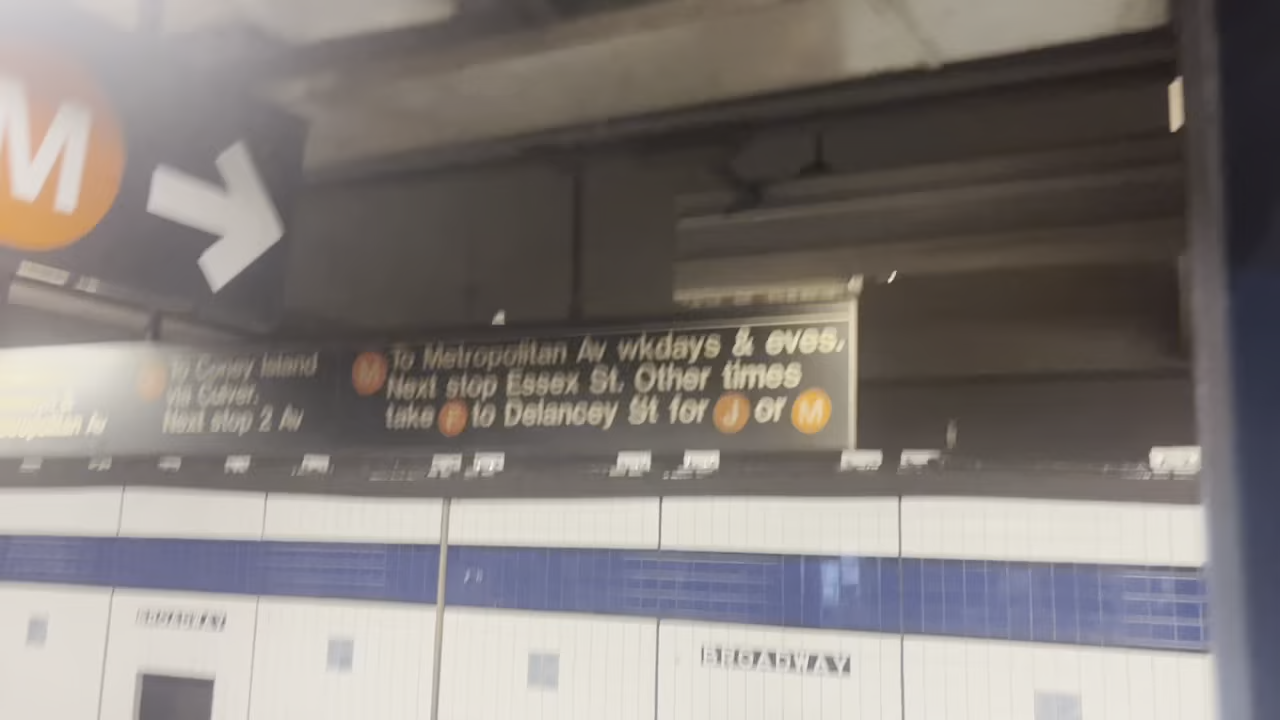 M
To Coney Island
via Culver.
Next stop 2 Av
M To Metropolitan Av wkdays & eves,
Next stop Essex St. Other times
take F to Delancey St for J or M
BROADWAY
BROADWAY